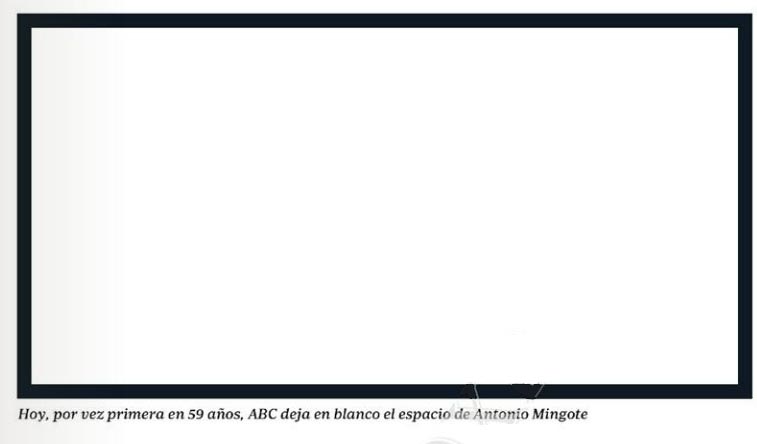 Hoy, por vez primera en 59 años, ABC deja en blanco el espacio de Antonio Mingote